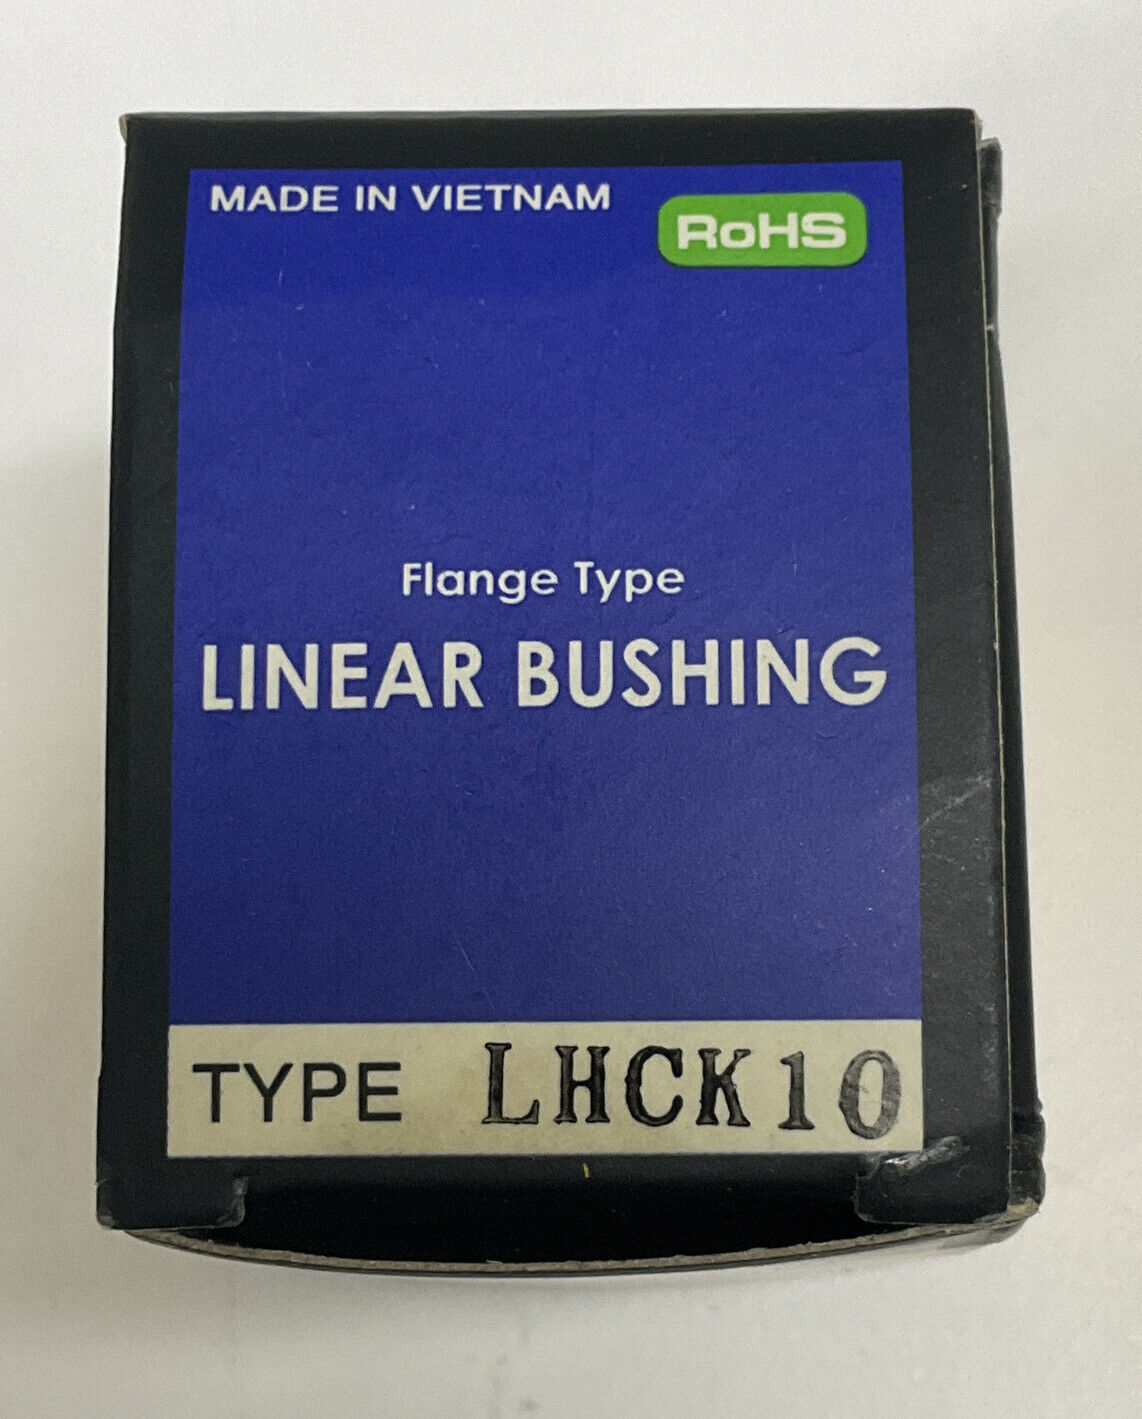 MADE IN VIETNAM
RoHS
Flange Type
LINEAR BUSHING
TYPE LHCK10